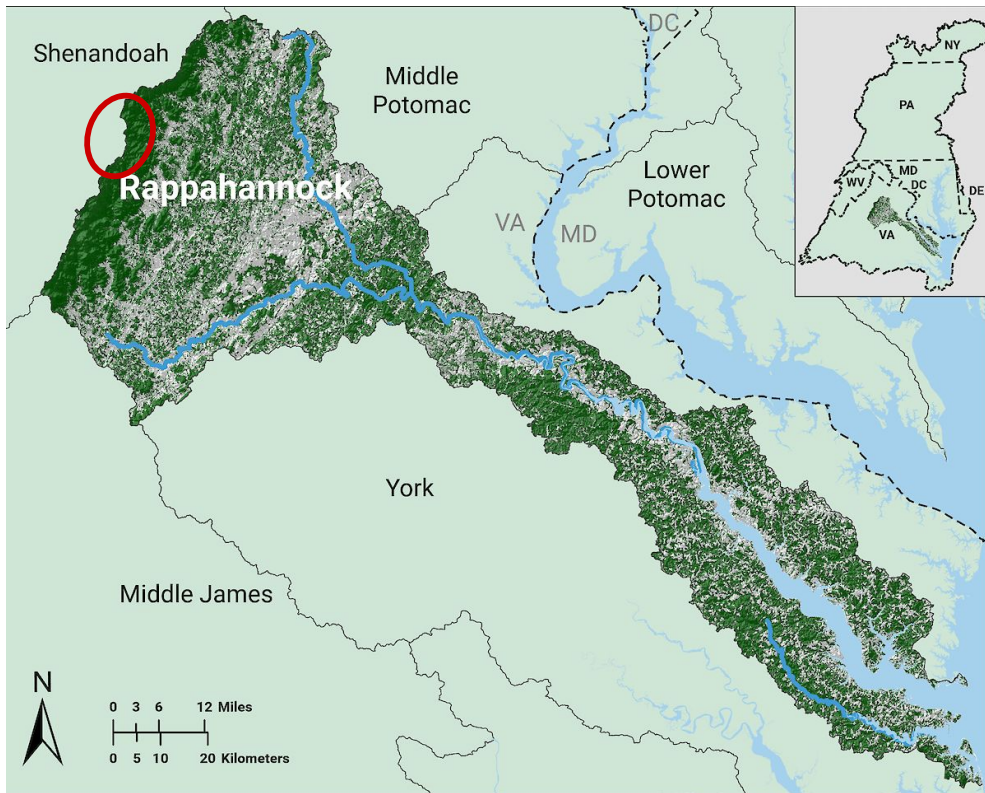 Shenandoah
Middle
Potomac
DC
Rappahannock
Lower
Potomac
VA
MD
York
Middle James
N
0 3 6 12 Miles
0 5 10 20 Kilometers
NY
PA
WV
MD
DC
DE
VA